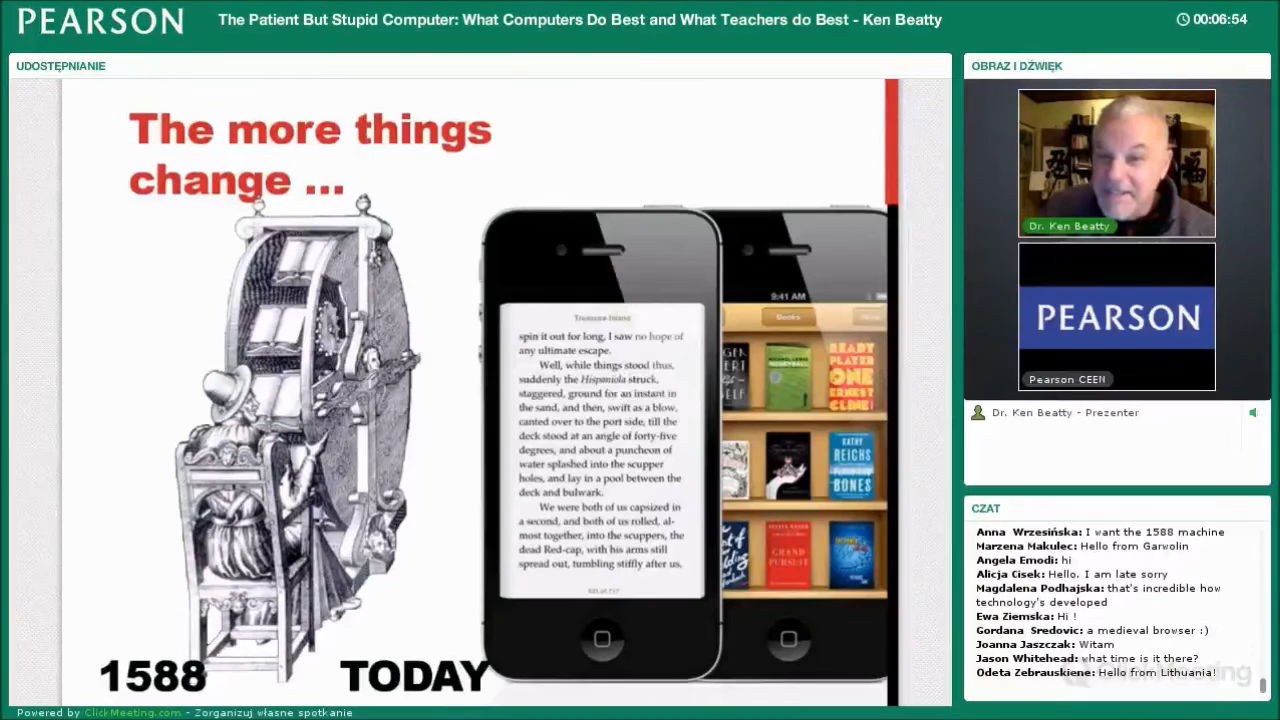 PEARSON
The Patient But Stupid Computer: What Computers Do Best and What Teachers do Best - Ken Beatty
00:06:54
UDOSTĘPNIANIE
The more things
change ...
1588
TODAY
Treasure Island
spin it out for long, I saw no hope of
any ultimate escape.
Well, while things stood thus,
suddenly the Hispaniola struck,
staggered, ground for an instant in
the sand, and then, swift as a blow,
canted over to the port side, till the
deck stood at an angle of forty-five
degrees, and about a puncheon of
water splashed into the scupper
holes, and lay in a pool between the
deck and bulwark.
We were both of us capsized in
a second, and both of us rolled, al-
most together, into the scuppers, the
dead Red-cap, with his arms still
spread out, tumbling stiffly after us.
9:41 AM
Books
READY
PLAYER
ONE
ERNEST
CLINE
KATHY
REICHS
BONES
GRAND
PURSUIT
OBRAZ I DŹWIĘK
Dr. Ken Beatty
PEARSON
Pearson CEEN
Dr. Ken Beatty - Prezenter
CZAT
Anna Wrzesińska: I want the 1588 machine
Marzena Makulec: Hello from Garwolin
Angela Emodi: hi
Alicja Cisek: Hello. I am late sorry
Magdalena Podhajska: that's incredible how
technology's developed
Ewa Ziemska: Hi !
Gordana Sredovic: a medieval browser :)
Joanna Jaszczak: Witam
Jason Whitehead: what time is it there?
Odeta Zebrauskiene: Hello from Lithuania!
Powered by ClickMeeting.com - Zorganizuj własne spotkanie